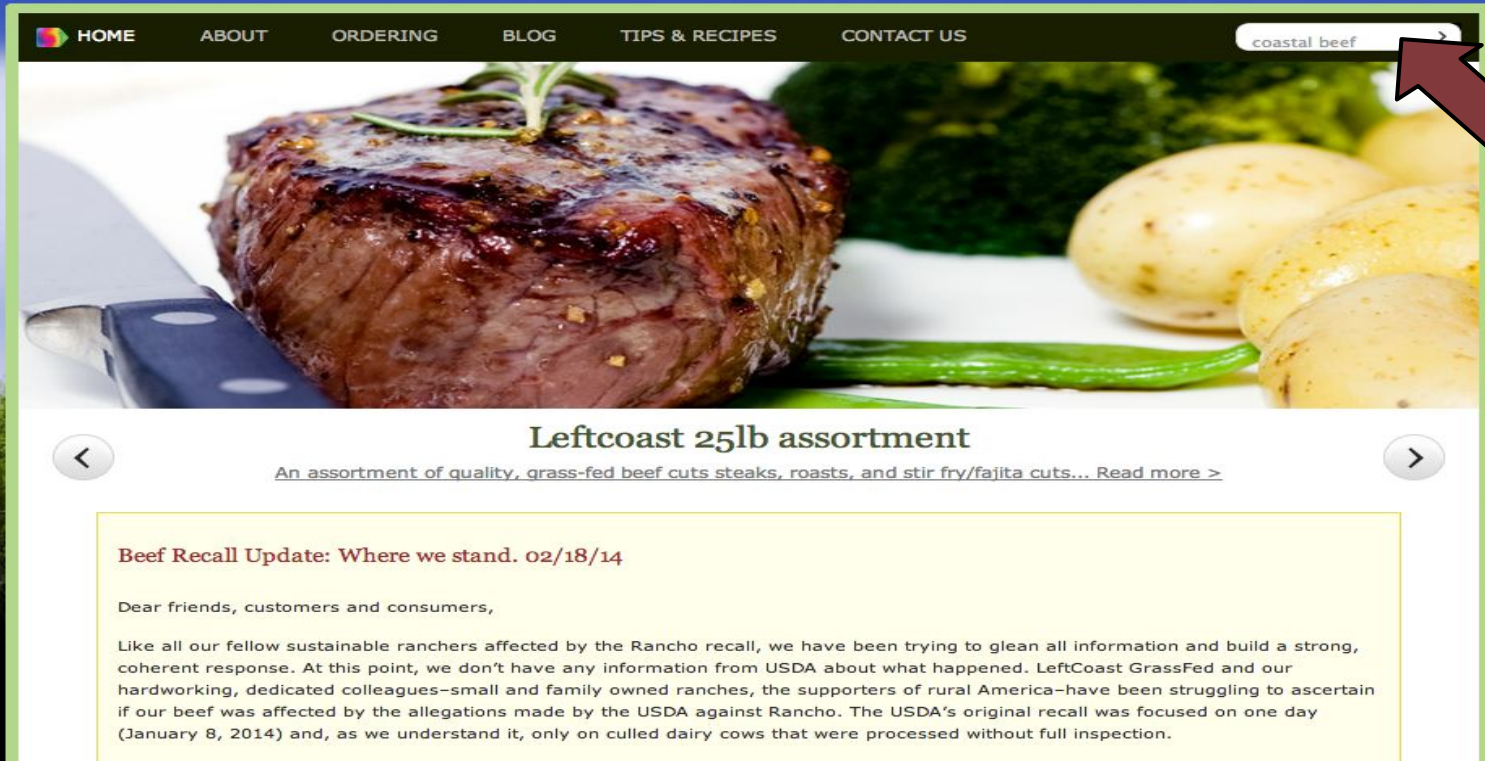 HOME ABOUT ORDERING BLOG TIPS & RECIPES CONTACT US coastal beef >
< Leftcoast 25lb assortment >
An assortment of quality, grass-fed beef cuts steaks, roasts, and stir fry/fajita cuts... Read more >
Beef Recall Update: Where we stand. 02/18/14
Dear friends, customers and consumers,
Like all our fellow sustainable ranchers affected by the Rancho recall, we have been trying to glean all information and build a strong,
coherent response. At this point, we don't have any information from USDA about what happened. LeftCoast GrassFed and our
hardworking, dedicated colleagues–small and family owned ranches, the supporters of rural America–have been struggling to ascertain
if our beef was affected by the allegations made by the USDA against Rancho. The USDA's original recall was focused on one day
(January 8, 2014) and, as we understand it, only on culled dairy cows that were processed without full inspection.